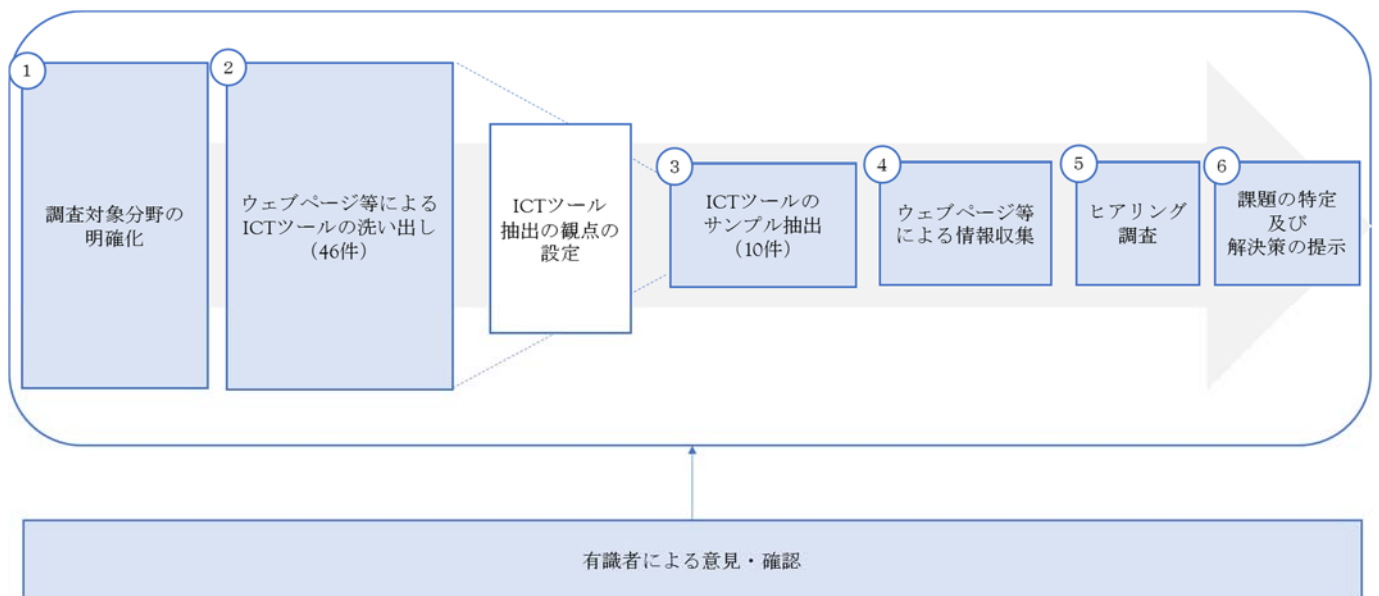 1
調査対象分野の
明確化
2
ウェブページ等による
ICTツールの洗い出し
（46件）
ICTツール
抽出の観点の
設定
3
ICTツールの
サンプル抽出
（10件）
4
ウェブページ等
による情報収集
5
ヒアリング
調査
6
課題の特定
及び
解決策の提示
有識者による意見・確認